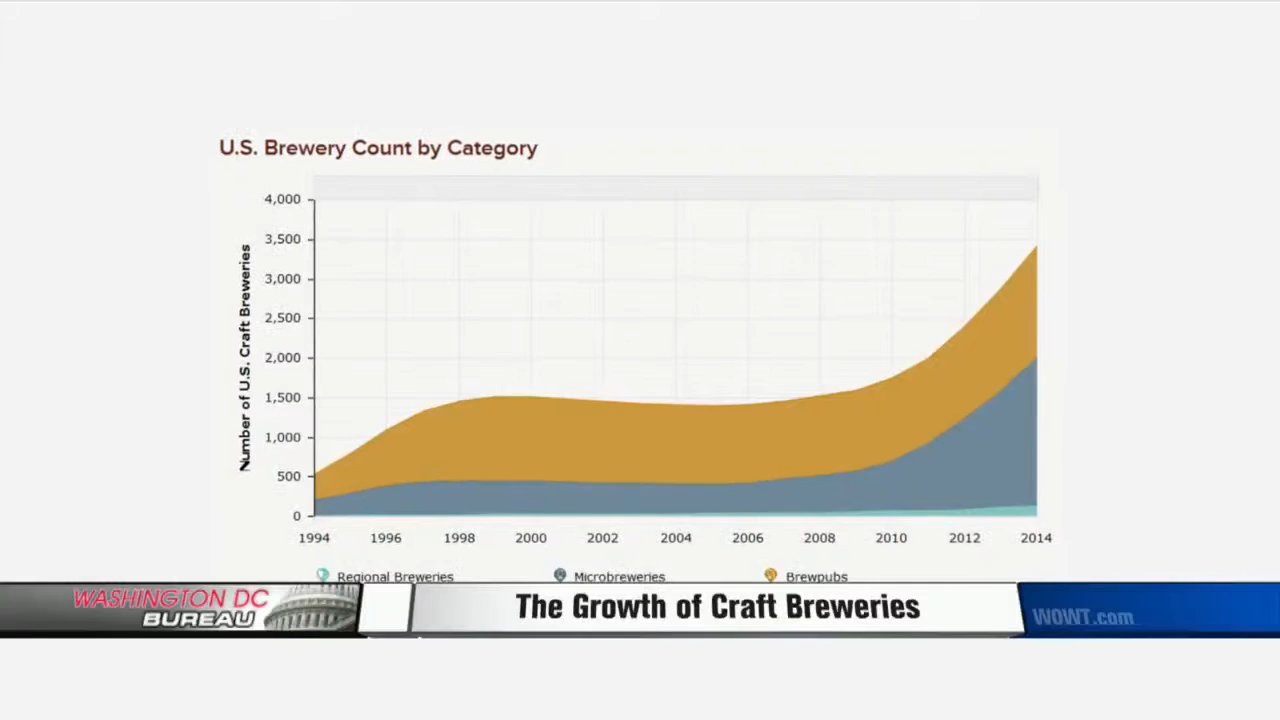 U.S. Brewery Count by Category
Number of U.S. Craft Breweries
4,000
3,500
3,000
2,500
2,000
1,500
1,000
500
0
1994 1996 1998 2000 2002 2004 2006 2008 2010 2012 2014
Regional Breweries Microbreweries Brewpubs
WASHINGTON DC
BUREAU
The Growth of Craft Breweries
WOWT.com